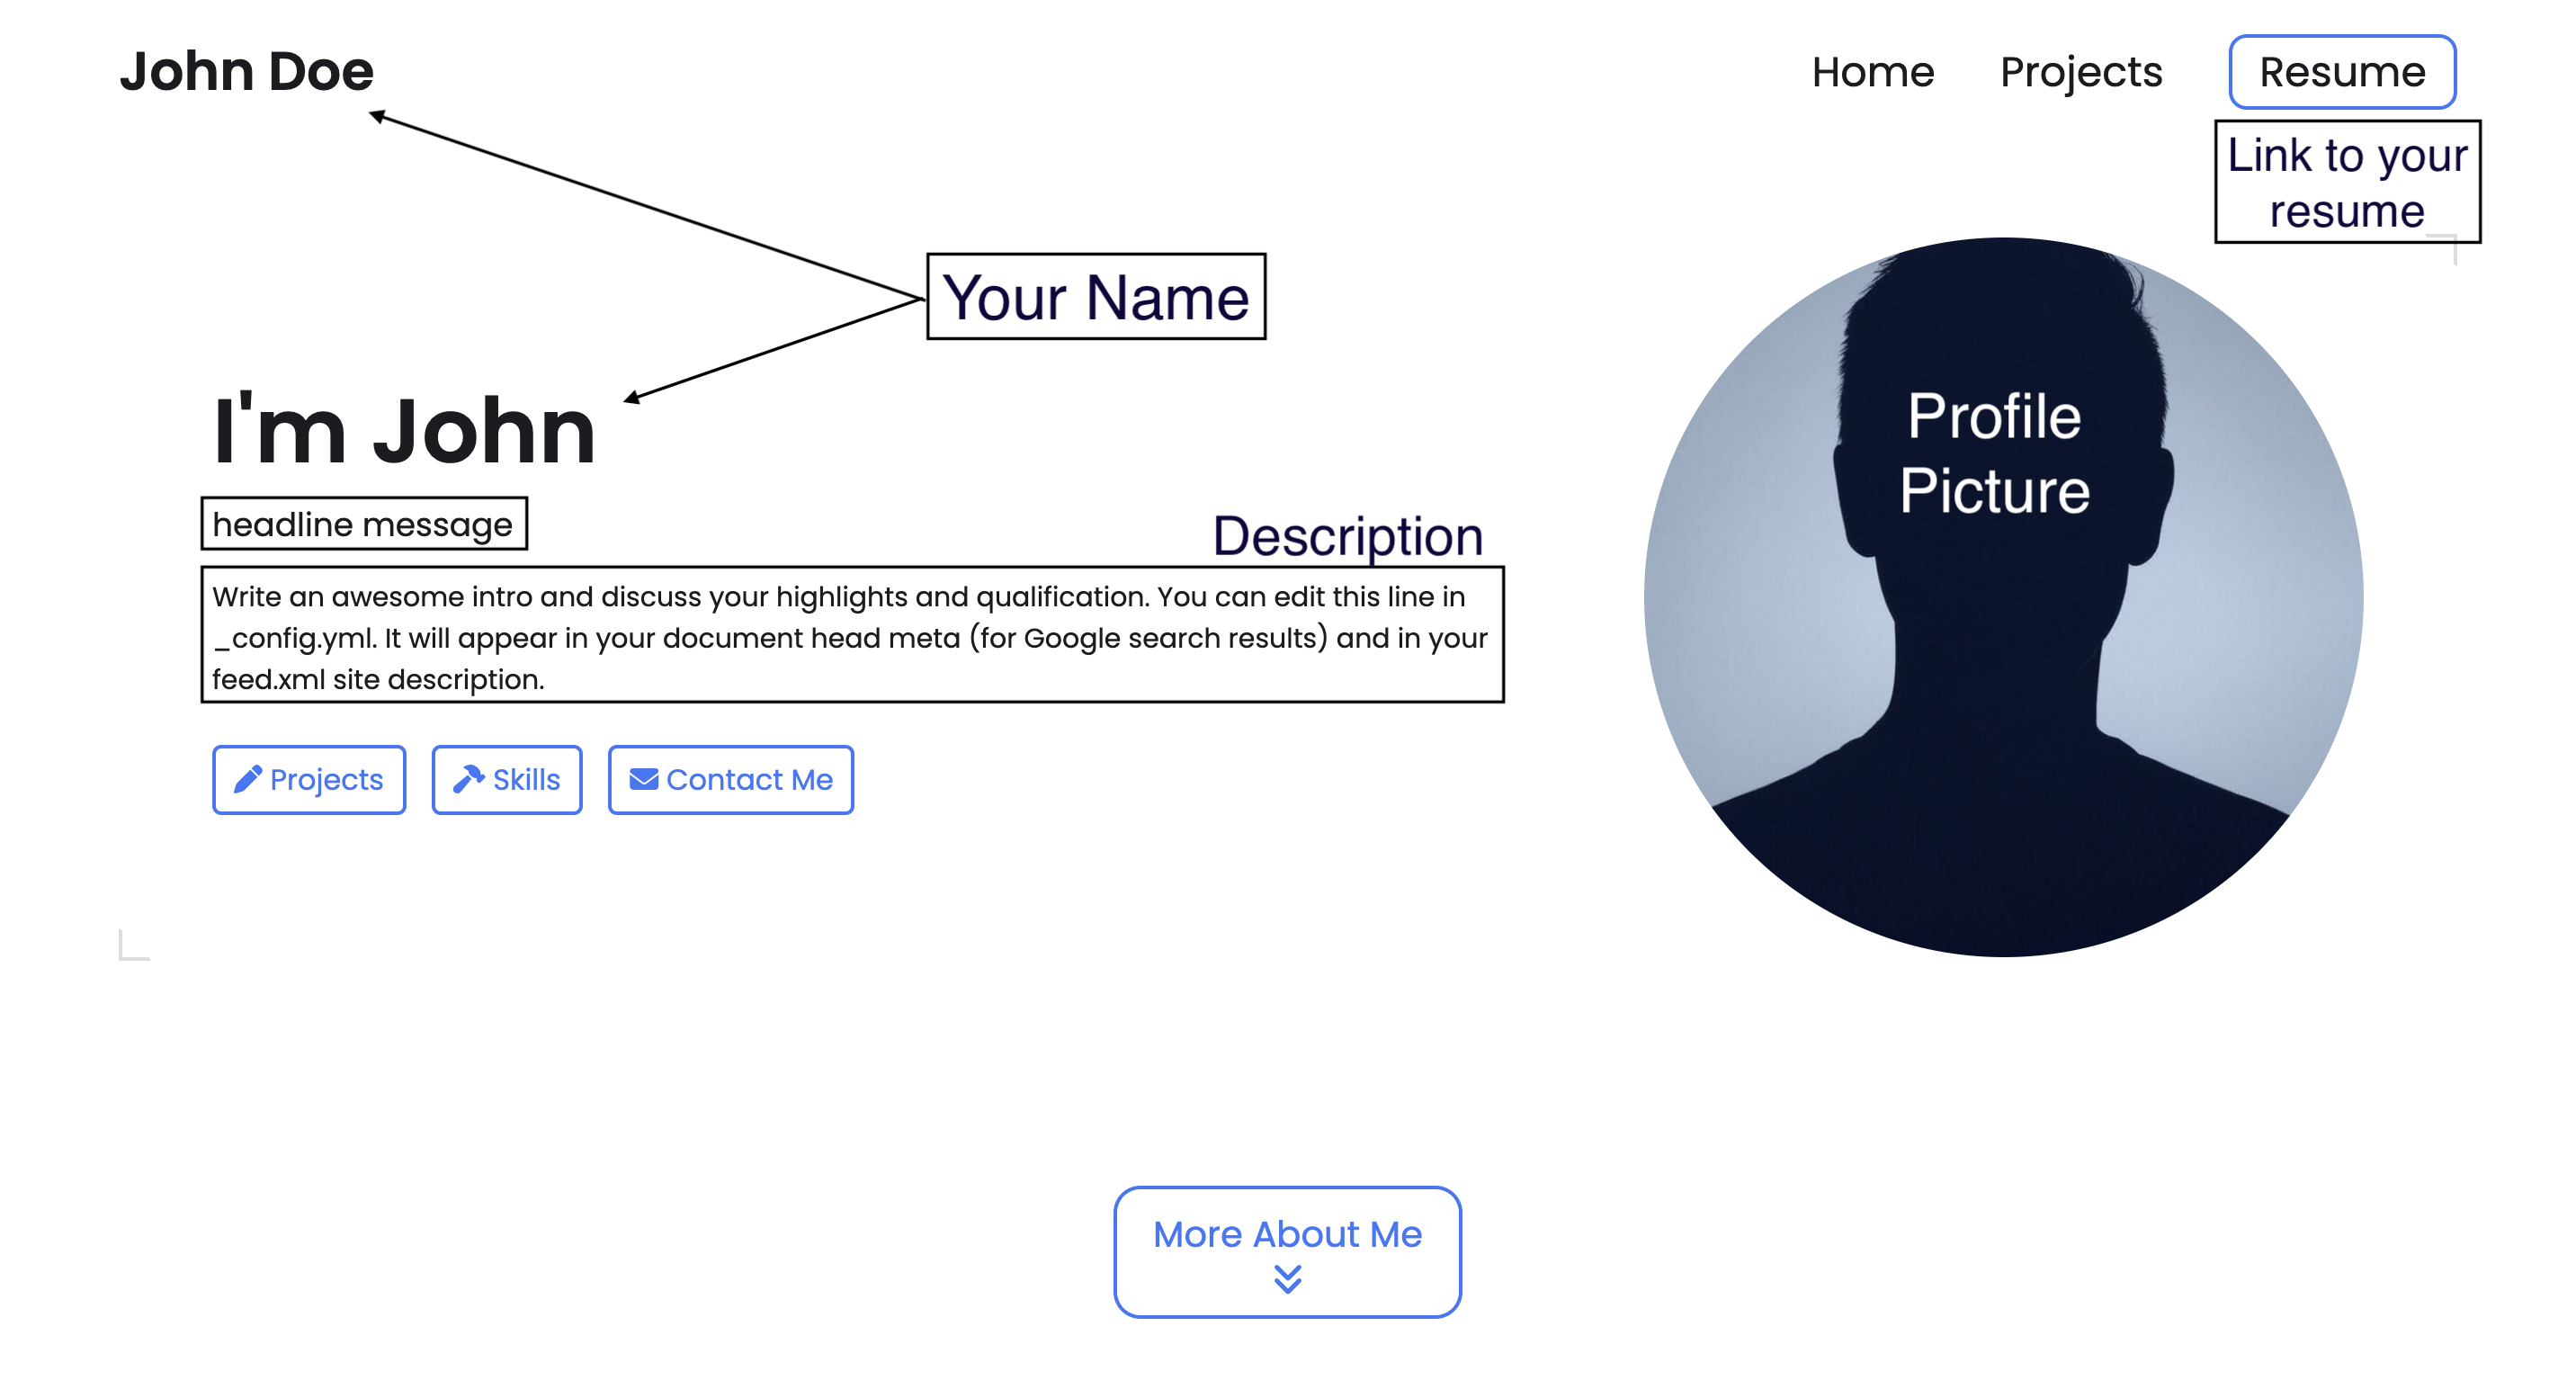 John Doe
Home Projects Resume
Link to your
resume
Your Name
I'm John
Profile
Picture
headline message
Description
Write an awesome intro and discuss your highlights and qualification. You can edit this line in
_config.yml. It will appear in your document head meta (for Google search results) and in your
feed.xml site description.
Projects Skills Contact Me
More About Me